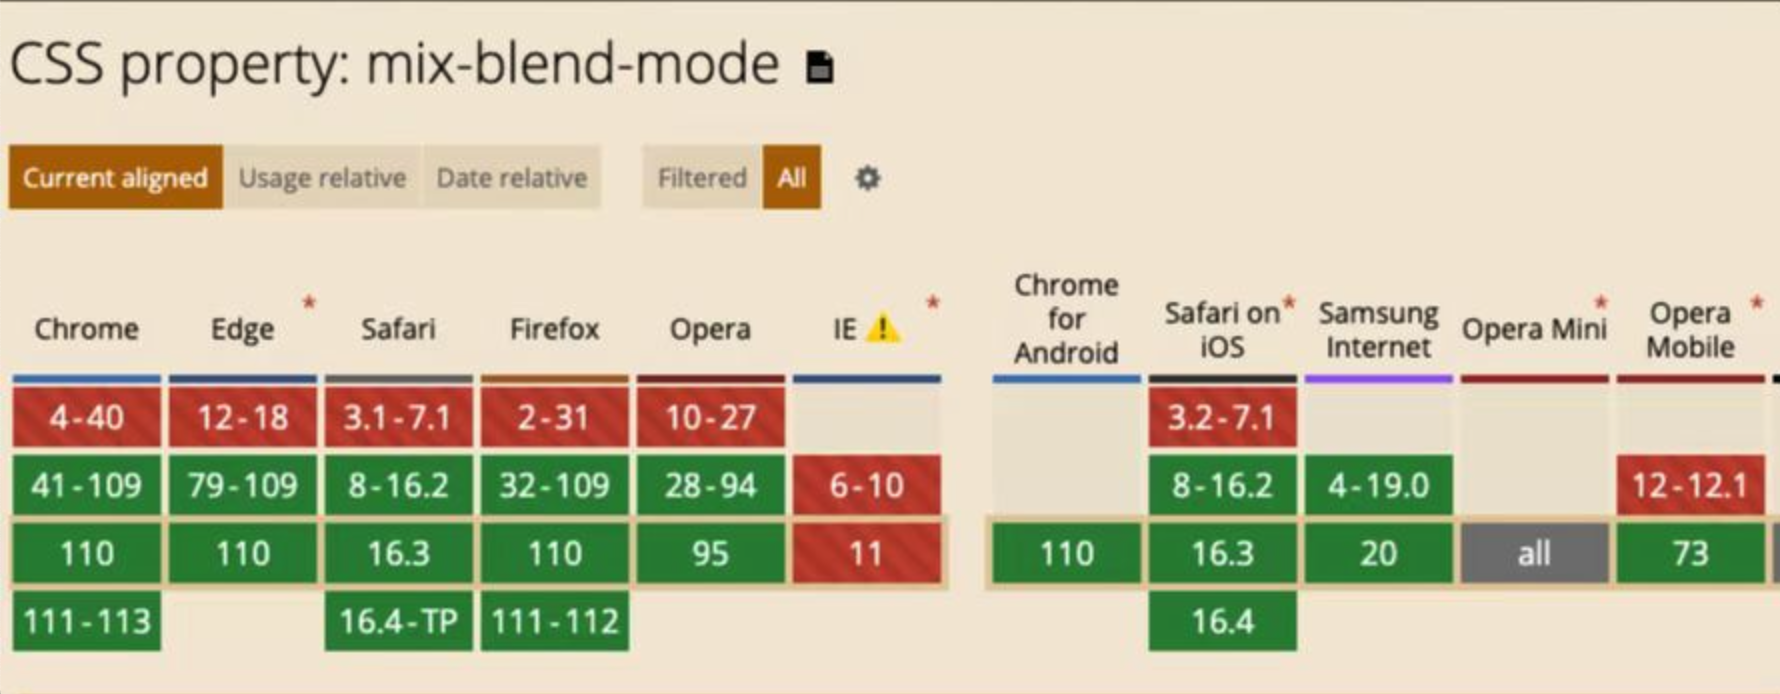 CSS property: mix-blend-mode
Current aligned Usage relative Date relative Filtered All
Chrome Edge * Safari Firefox Opera IE * Chrome for Android Safari on iOS * Samsung Internet Opera Mini * Opera Mobile *
4-40 12-18 3.1-7.1 2-31 10-27 3.2-7.1
41-109 79-109 8-16.2 32-109 28-94 6-10 8-16.2 4-19.0 12-12.1
110 110 16.3 110 95 11 110 16.3 20 all 73
111-113 16.4-TP 111-112 16.4